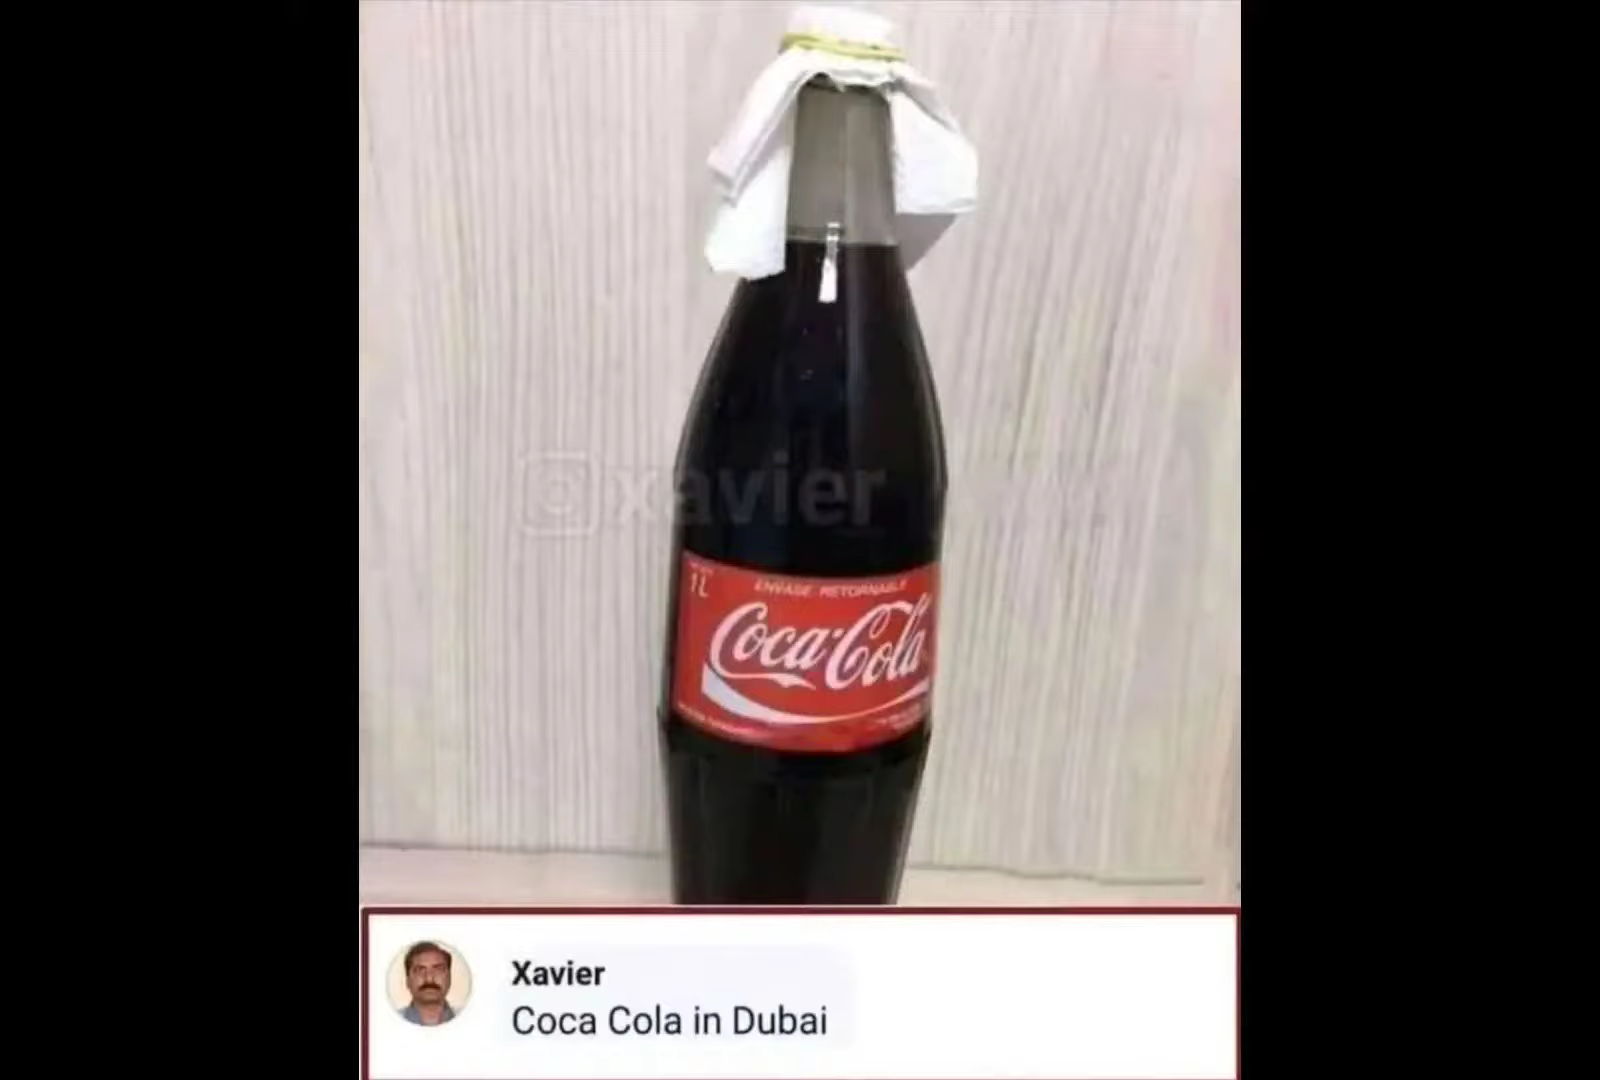 xavier
1L
ENVASE RETORNABLE
Coca-Cola
Xavier
Coca Cola in Dubai